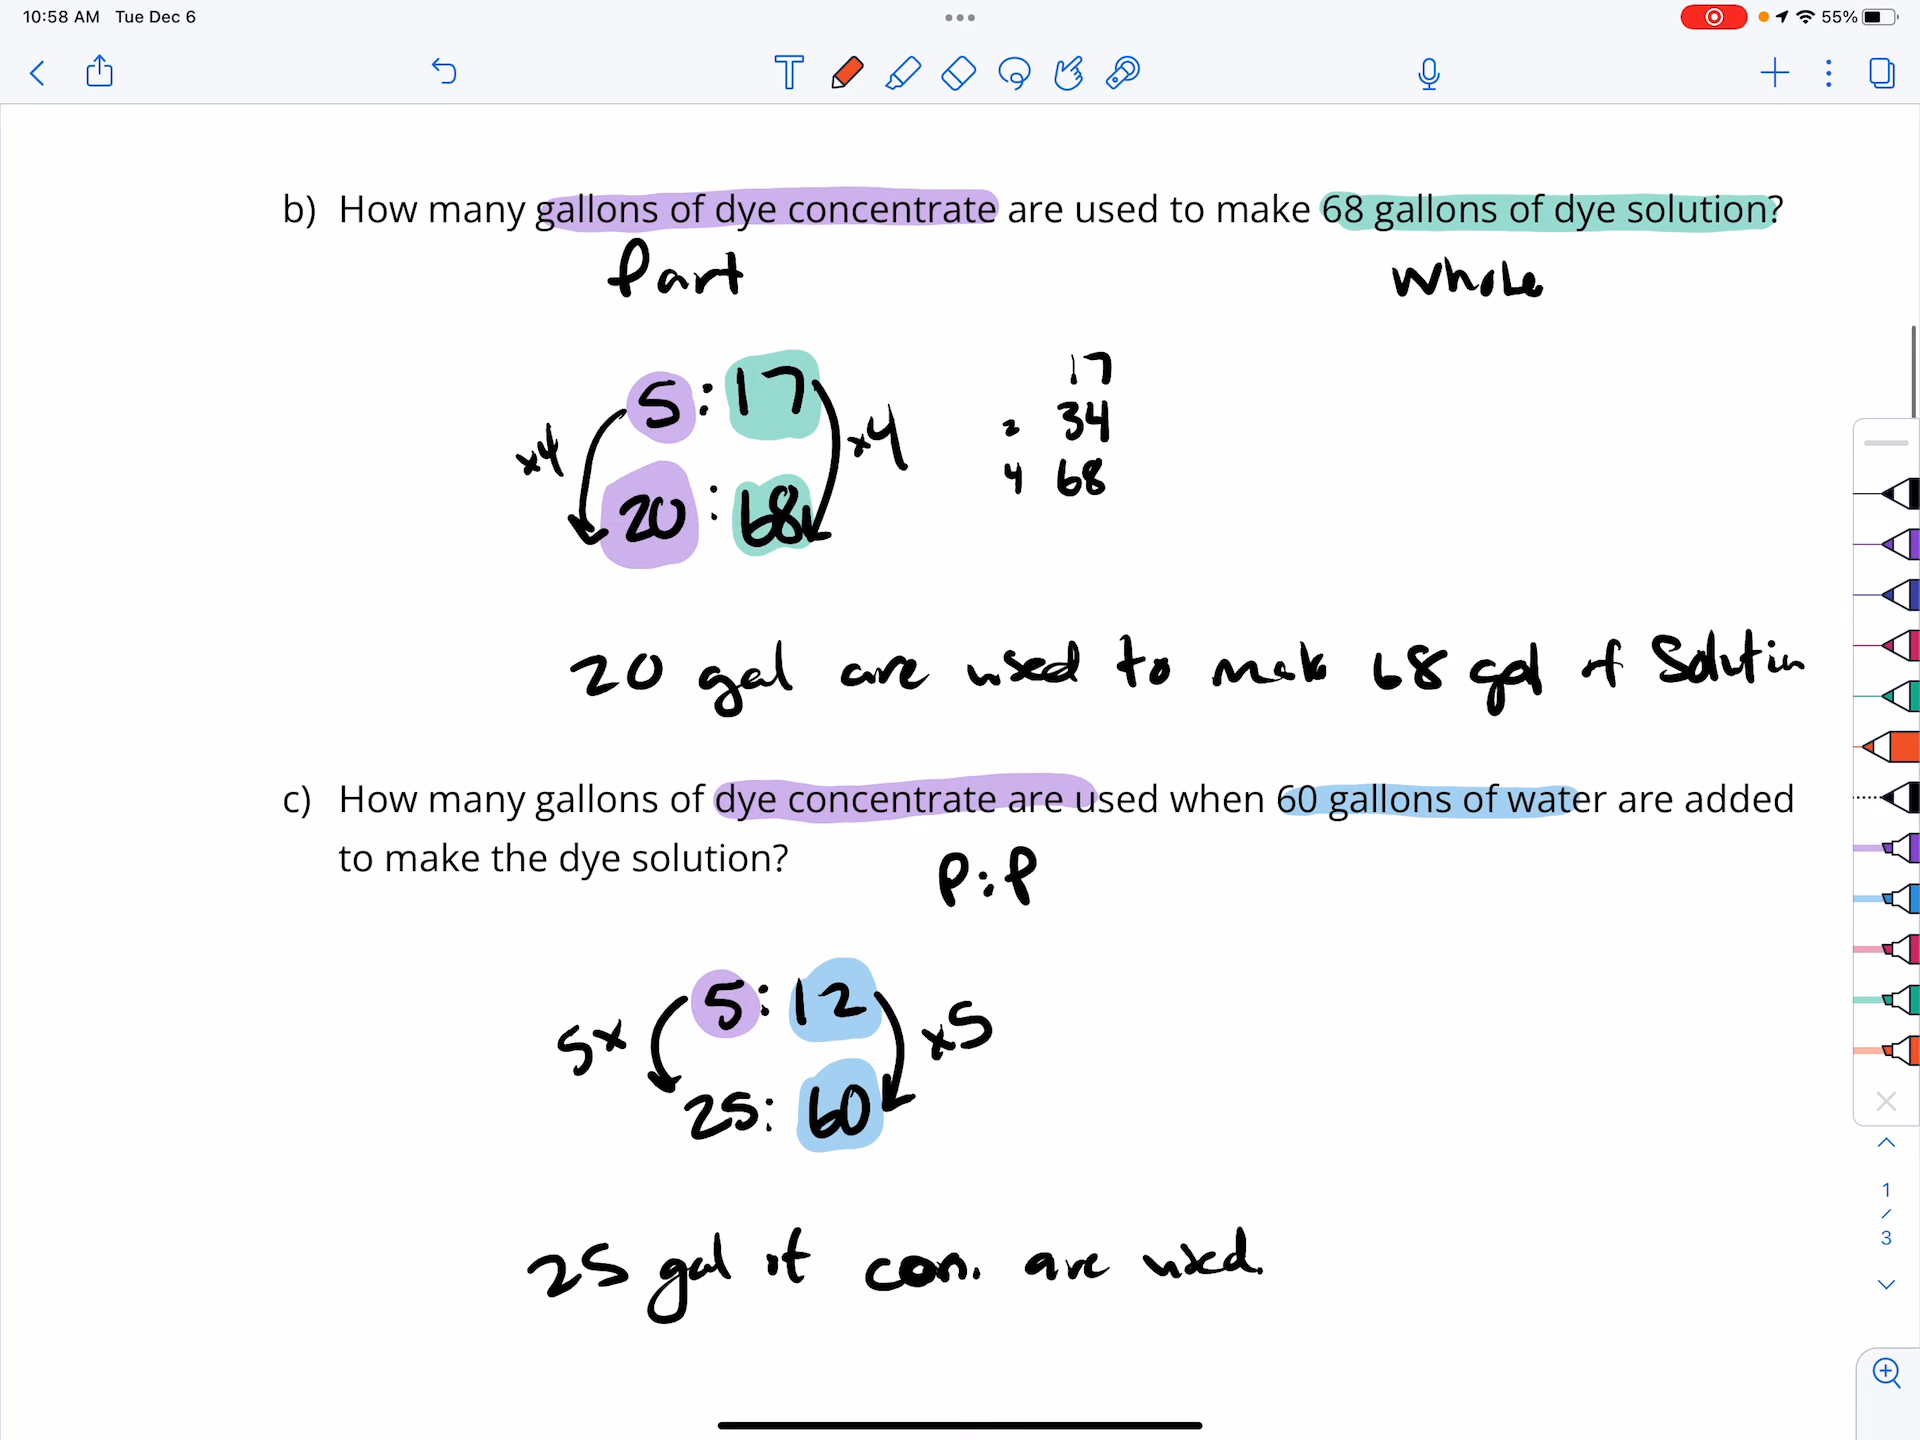 10:58 AM Tue Dec 6
55%
b) How many gallons of dye concentrate are used to make 68 gallons of dye solution?
Part
Whole
5 : 17
x4
x4
20 : 68
17
2 34
4 68
20 gal are used to mak 68 gal of Solutin
c) How many gallons of dye concentrate are used when 60 gallons of water are added
to make the dye solution?
P : P
5 : 12
5x
x5
25 : 60
25 gal of con. are used.
1
/
3